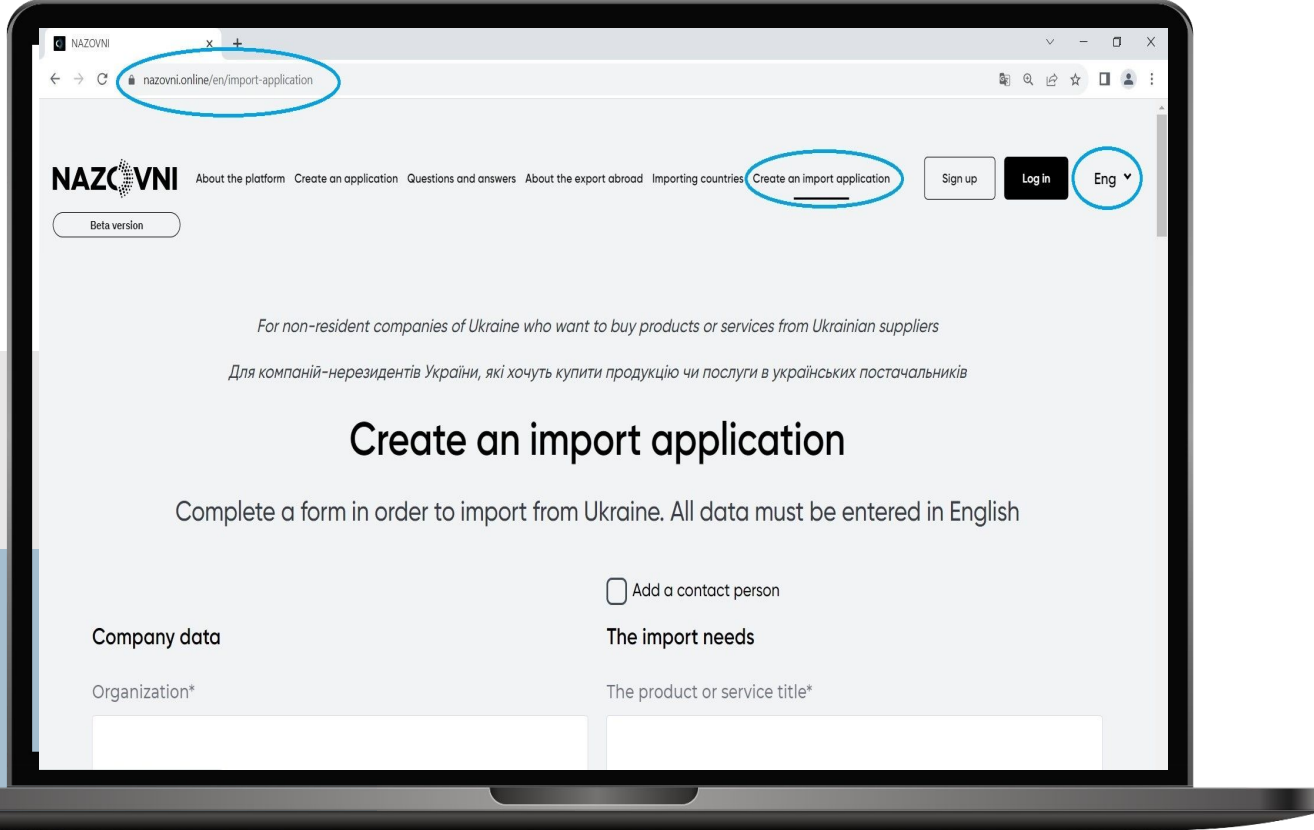 NAZOVNI
nazovni.online/en/import-application
NAZOVNI
About the platform Create an application Questions and answers About the export abroad Importing countries Create an import application Sign up Log in Eng
Beta version
For non-resident companies of Ukraine who want to buy products or services from Ukrainian suppliers
Для компаній-нерезидентів України, які хочуть купити продукцію чи послуги в українських постачальників
Create an import application
Complete a form in order to import from Ukraine. All data must be entered in English
Add a contact person
Company data The import needs
Organization* The product or service title*